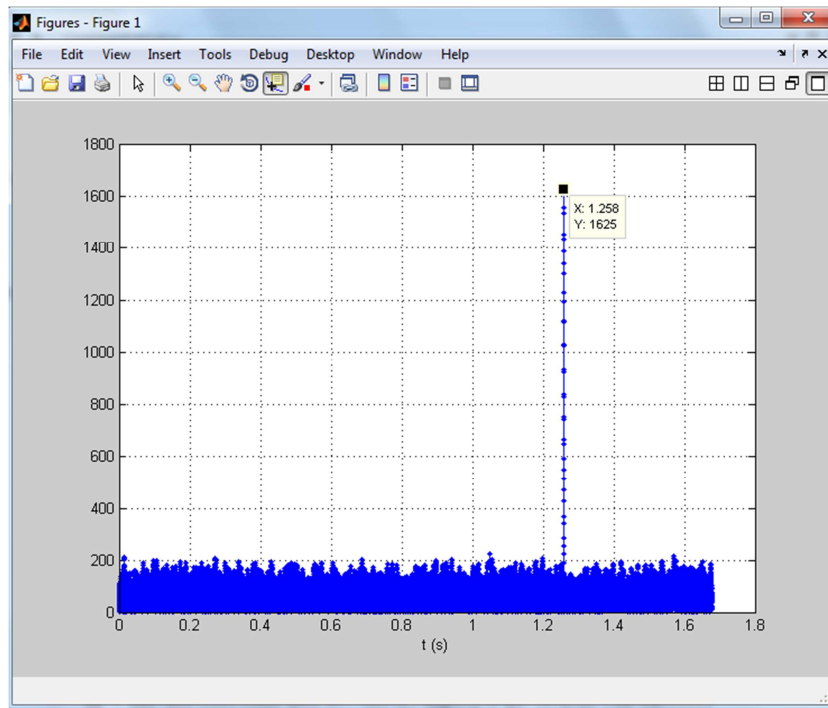 Figures - Figure 1
File Edit View Insert Tools Debug Desktop Window Help
1800
1600
1400
1200
1000
800
600
400
200
0
X: 1.258
Y: 1625
0 0.2 0.4 0.6 0.8 1 1.2 1.4 1.6 1.8
t (s)